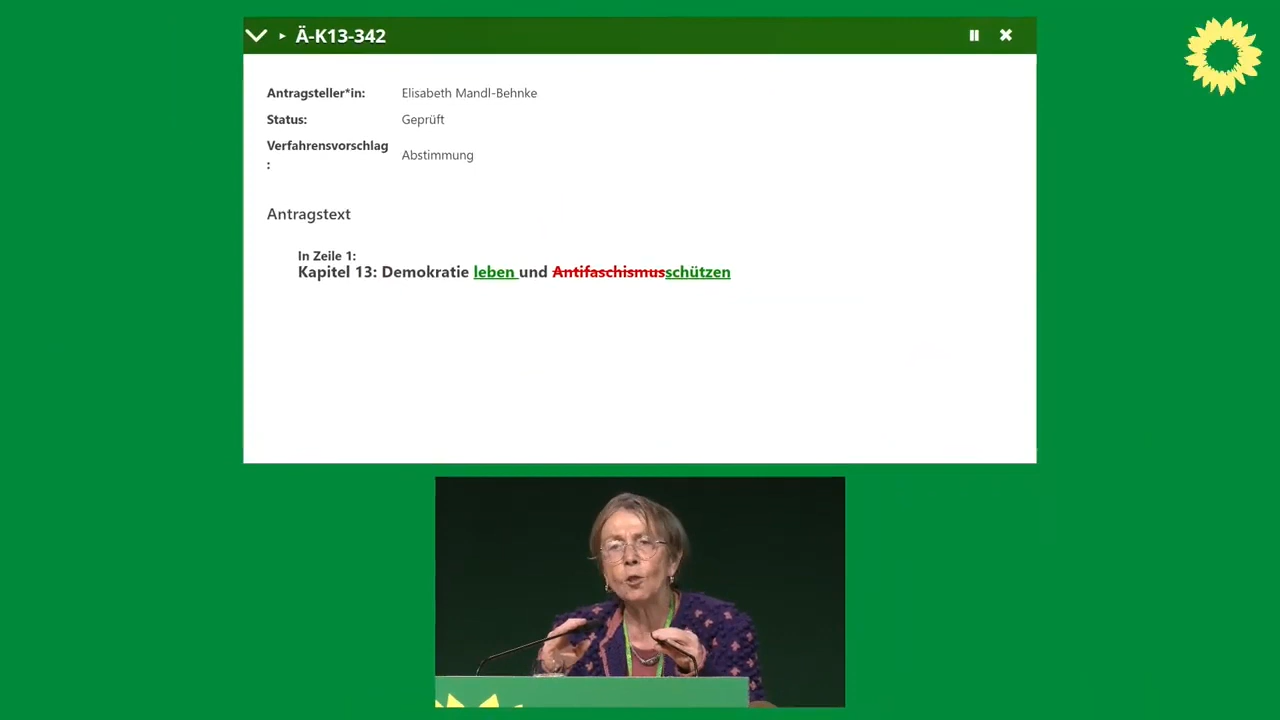 Ä-K13-342
Antragsteller*in: Elisabeth Mandl-Behnke
Status: Geprüft
Verfahrensvorschlag
: Abstimmung
Antragstext
In Zeile 1:
Kapitel 13: Demokratie leben und Antifaschismusschützen